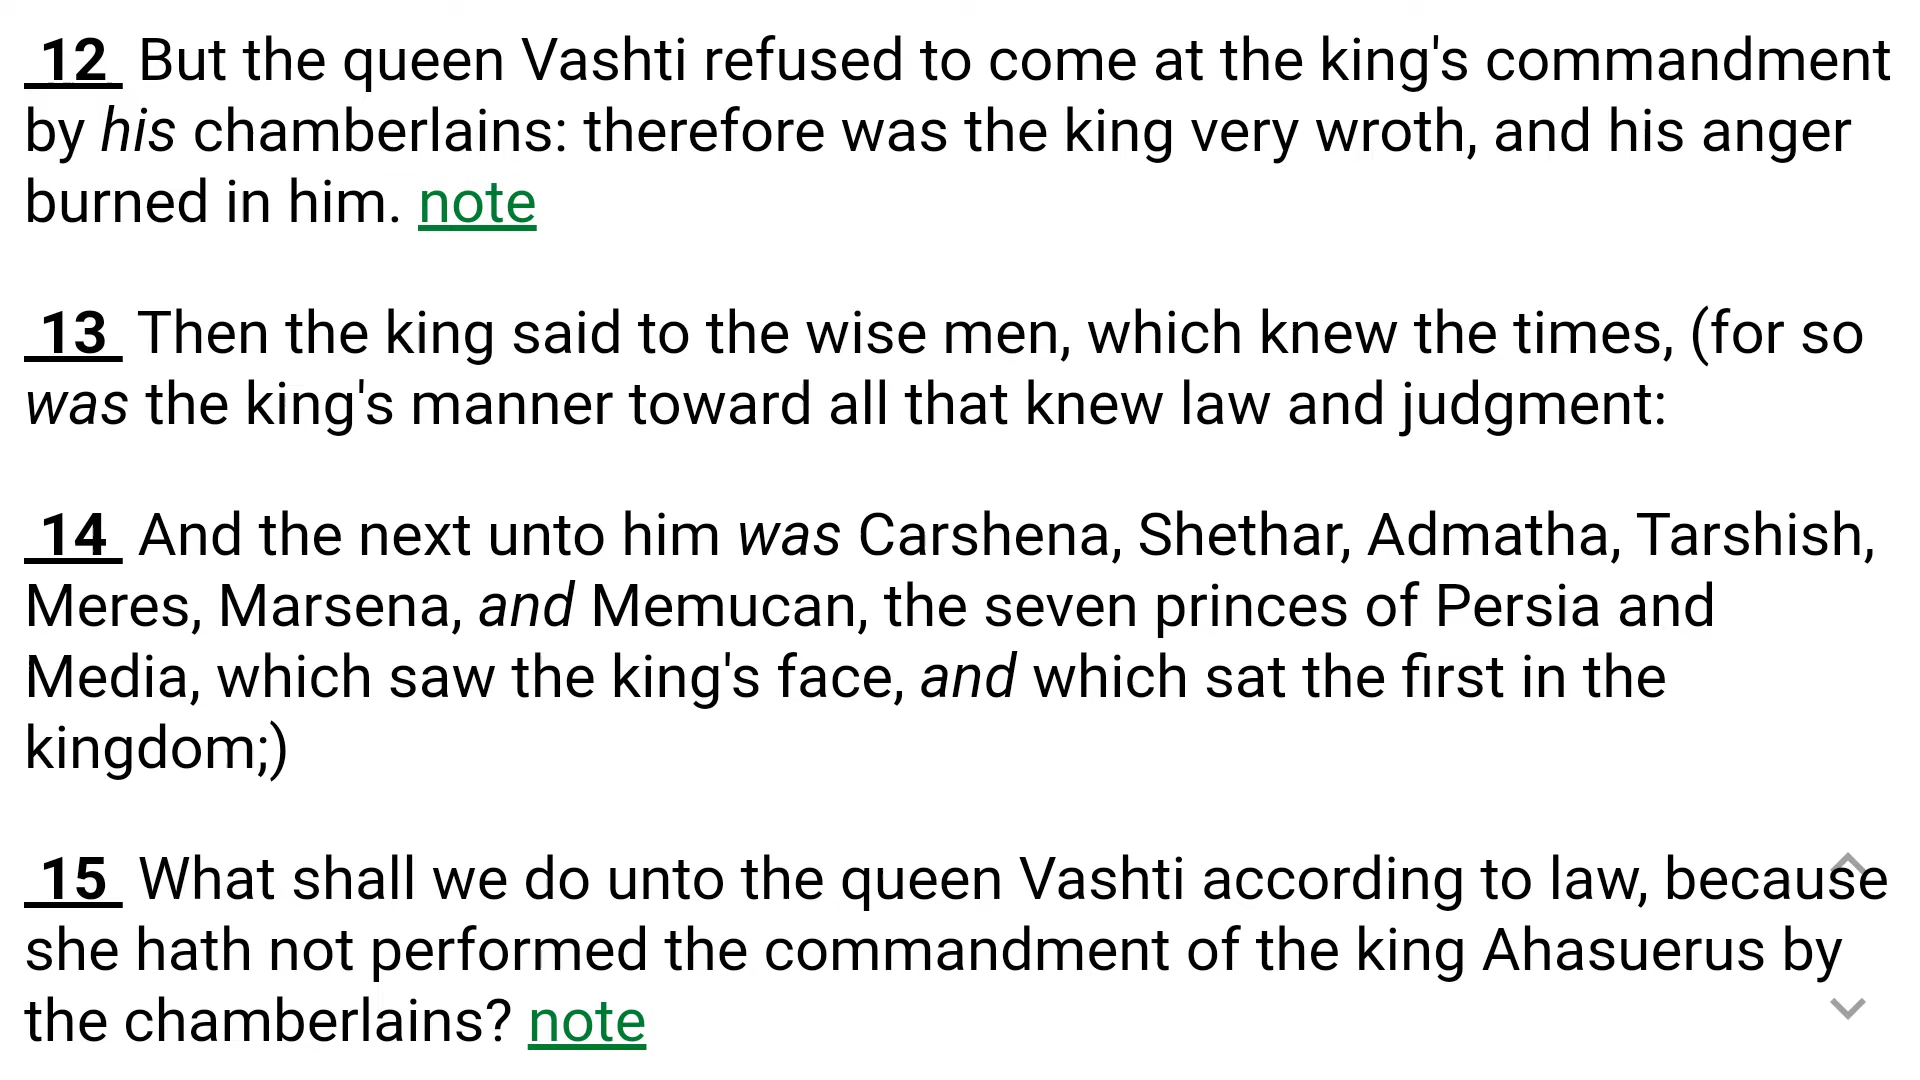 12 But the queen Vashti refused to come at the king's commandment
by his chamberlains: therefore was the king very wroth, and his anger
burned in him. note
13 Then the king said to the wise men, which knew the times, (for so
was the king's manner toward all that knew law and judgment:
14 And the next unto him was Carshena, Shethar, Admatha, Tarshish,
Meres, Marsena, and Memucan, the seven princes of Persia and
Media, which saw the king's face, and which sat the first in the
kingdom;)
15 What shall we do unto the queen Vashti according to law, because
she hath not performed the commandment of the king Ahasuerus by
the chamberlains? note